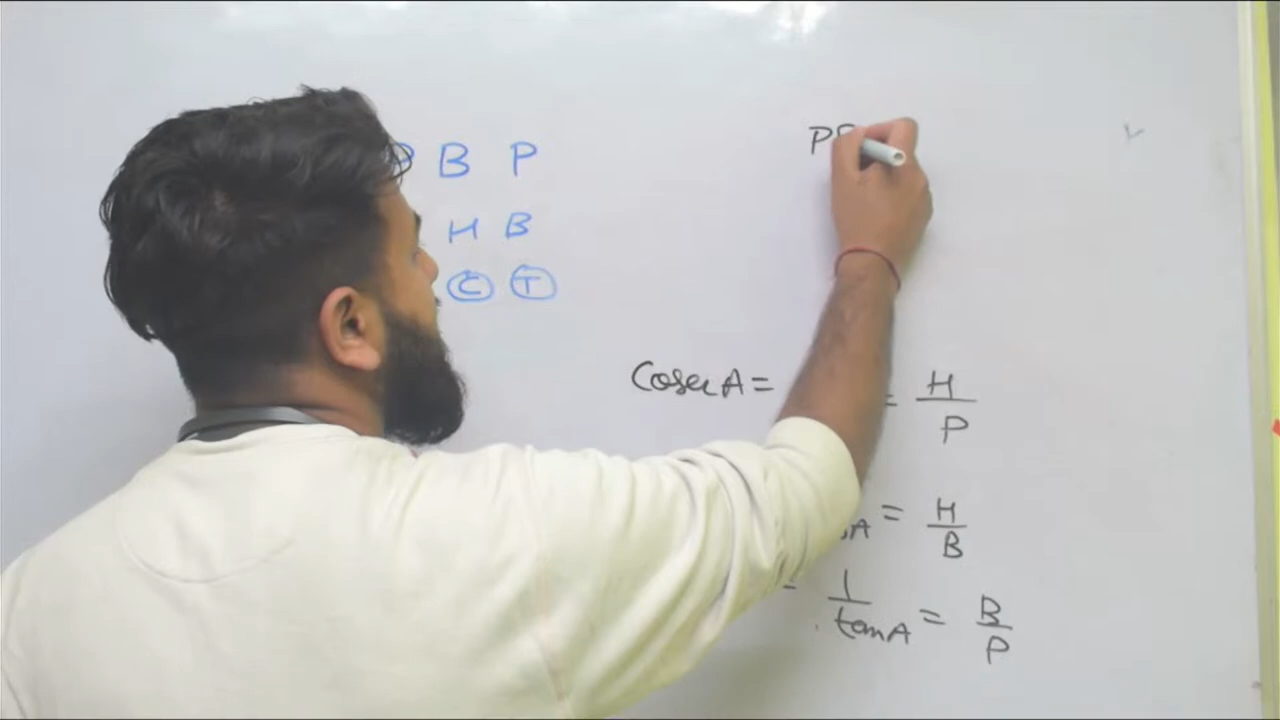 P B P
H B
C T
P
Cosec A = = H/P
A = H/B
= 1/tan A = B/P